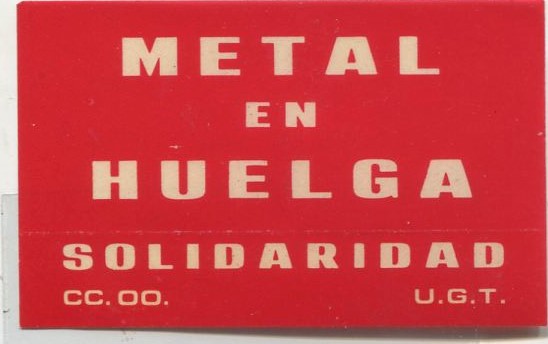 METAL
EN
HUELGA
SOLIDARIDAD
CC. OO. U.G.T.